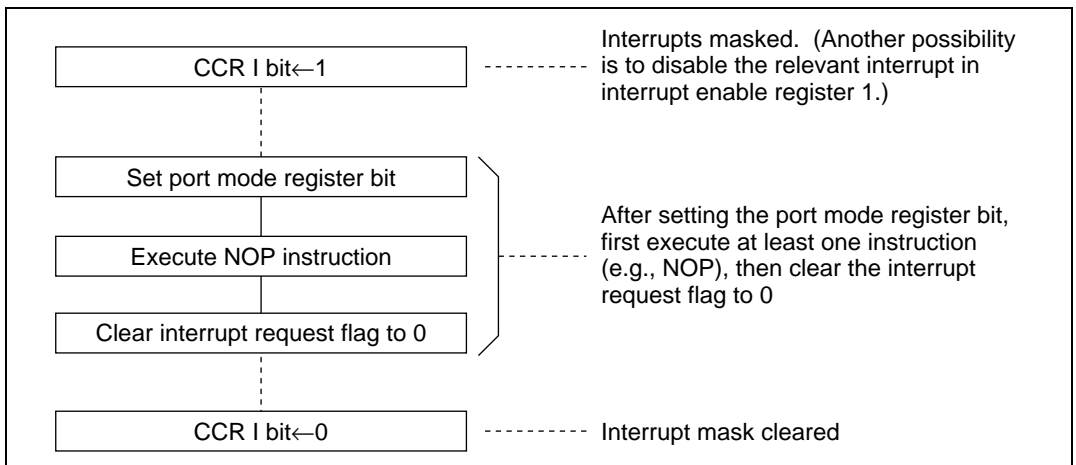 CCR I bit←1
Interrupts masked. (Another possibility
is to disable the relevant interrupt in
interrupt enable register 1.)
Set port mode register bit
Execute NOP instruction
Clear interrupt request flag to 0
After setting the port mode register bit,
first execute at least one instruction
(e.g., NOP), then clear the interrupt
request flag to 0
CCR I bit←0
Interrupt mask cleared